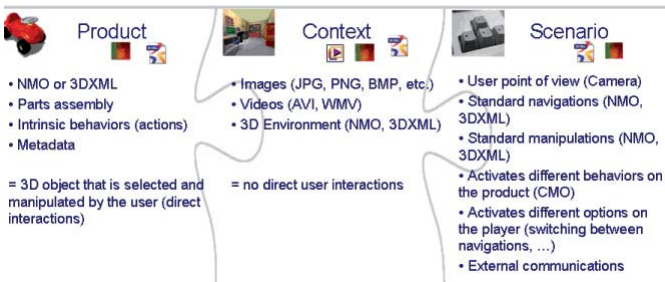 Product
• NMO or 3DXML
• Parts assembly
• Intrinsic behaviors (actions)
• Metadata
= 3D object that is selected and
manipulated by the user (direct
interactions)
Context
• Images (JPG, PNG, BMP, etc.)
• Videos (AVI, WMV)
• 3D Environment (NMO, 3DXML)
= no direct user interactions
Scenario
• User point of view (Camera)
• Standard navigations (NMO,
3DXML)
• Standard manipulations (NMO,
3DXML)
• Activates different behaviors on
the product (CMO)
• Activates different options on
the player (switching between
navigations, ...)
• External communications